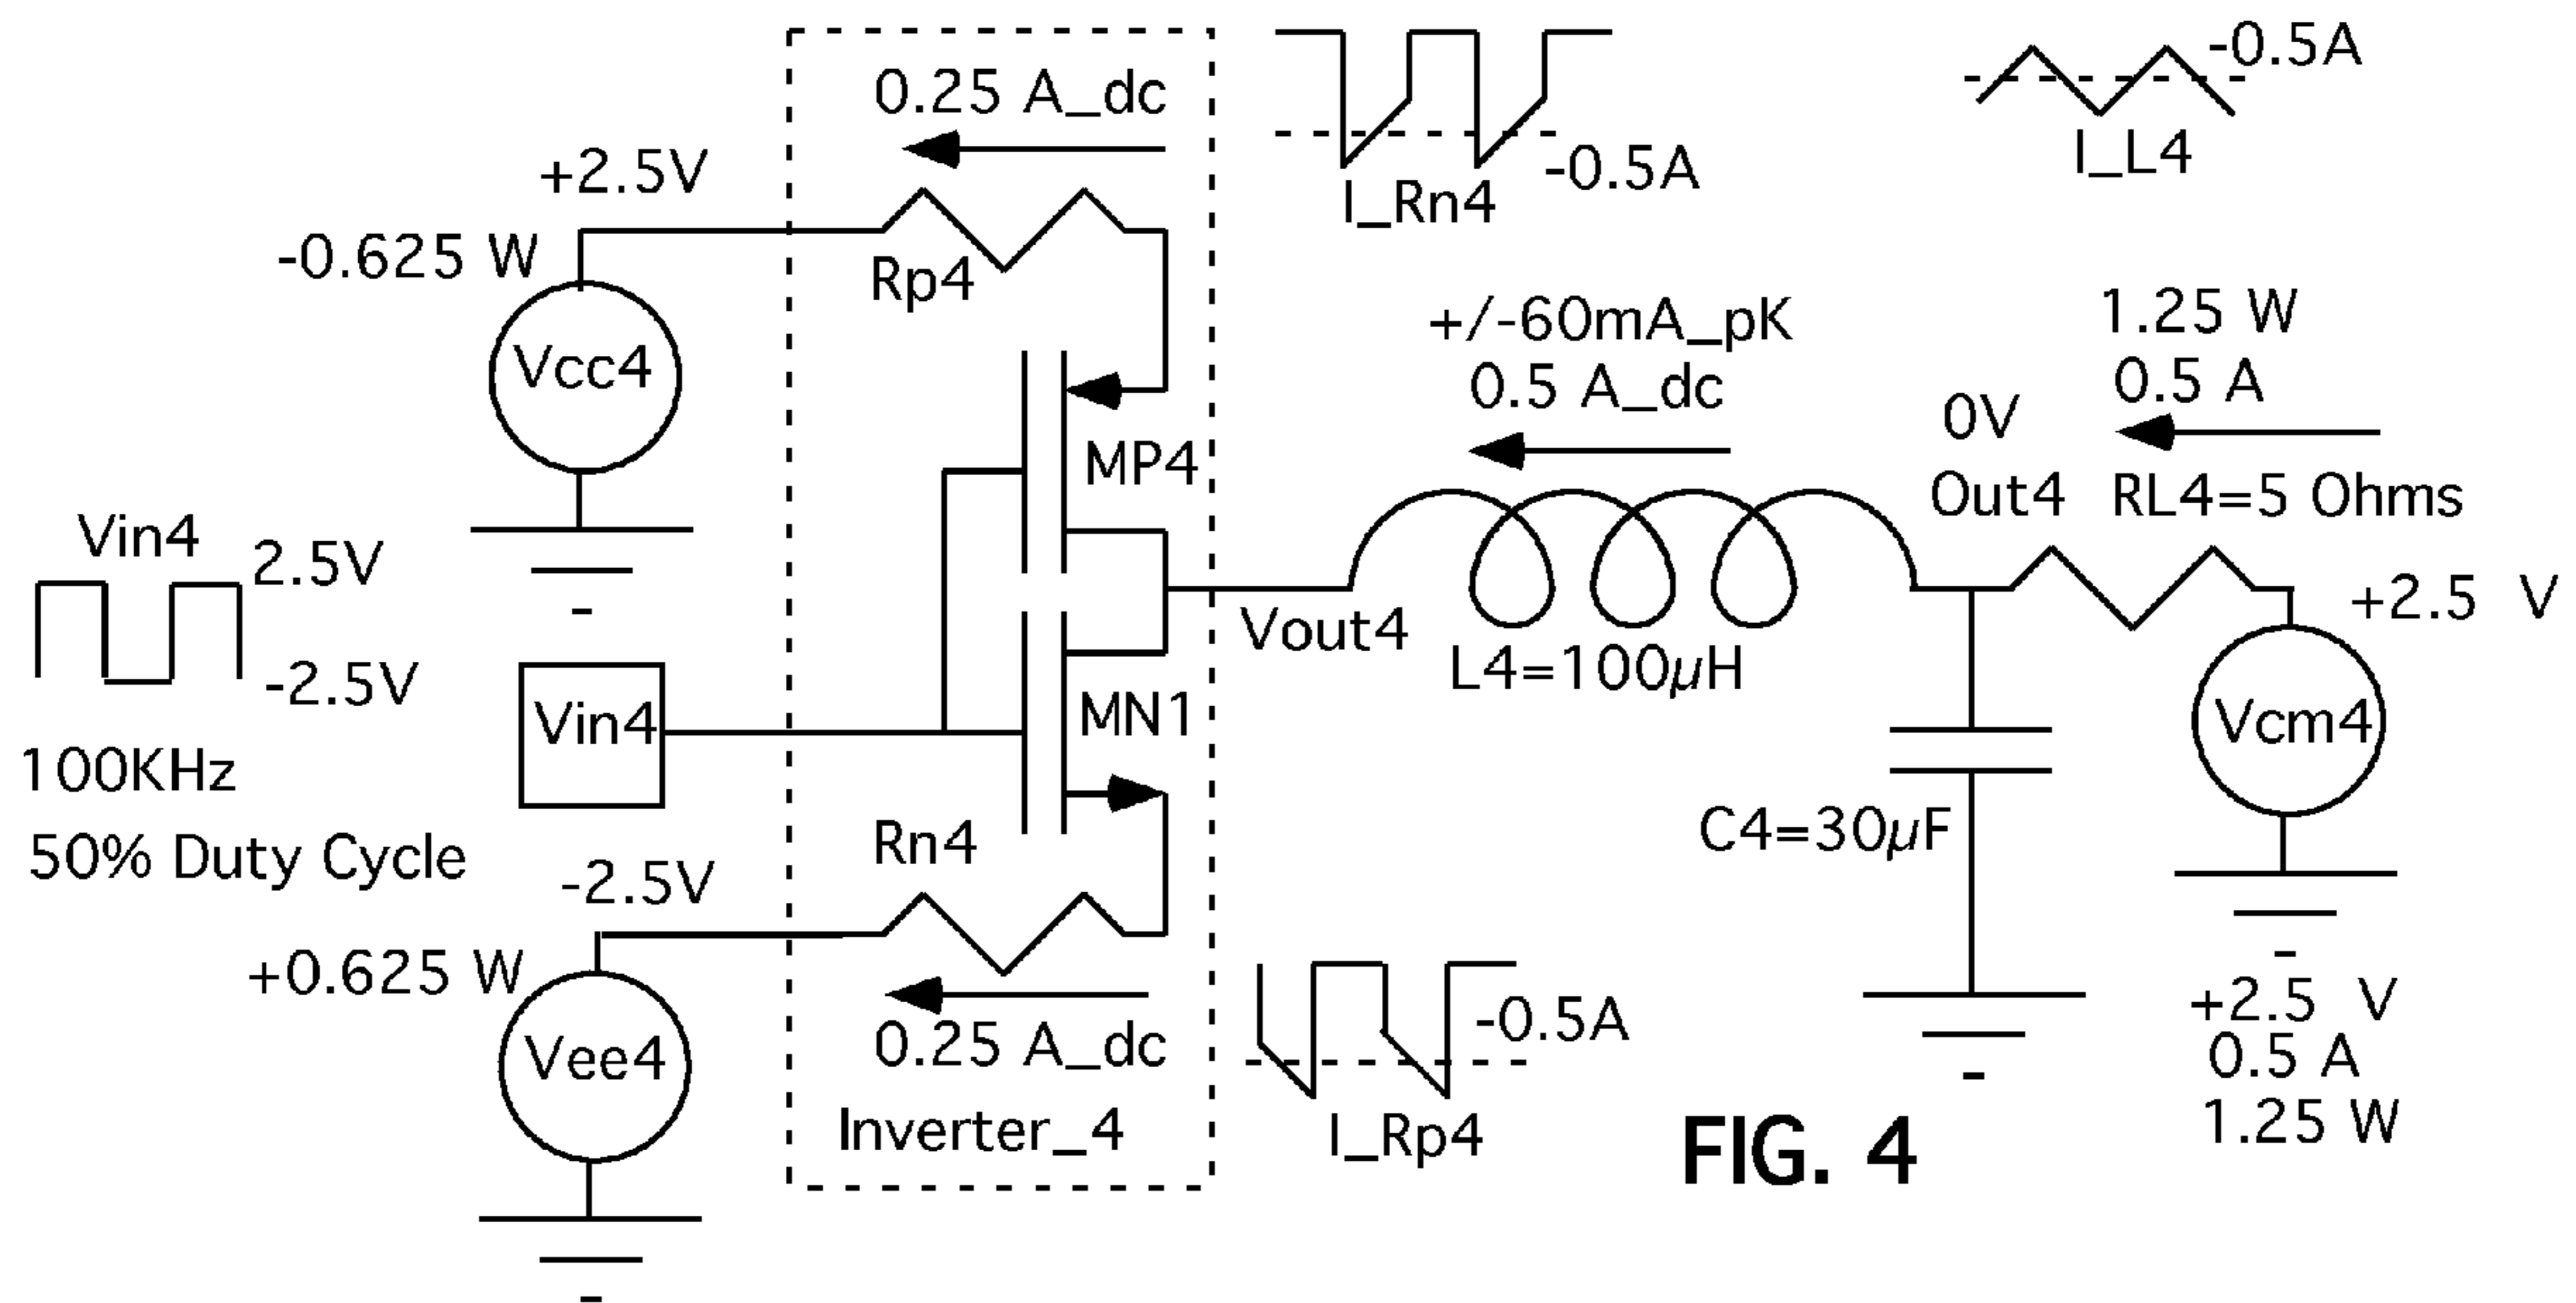 0.25 A_dc
-0.5A
I_Rn4
-0.5A
I_L4
+2.5V
-0.625 W
Rp4
Vcc4
MP4
+/-60mA_pK
0.5 A_dc
1.25 W
0.5 A
0V
Out4
RL4=5 Ohms
Vin4
2.5V
-2.5V
100KHz
50% Duty Cycle
Vin4
Vout4
L4=100µH
+2.5 V
MN1
Vcm4
C4=30µF
Rn4
-2.5V
+0.625 W
Vee4
0.25 A_dc
Inverter_4
-0.5A
I_Rp4
+2.5 V
0.5 A
1.25 W
FIG. 4